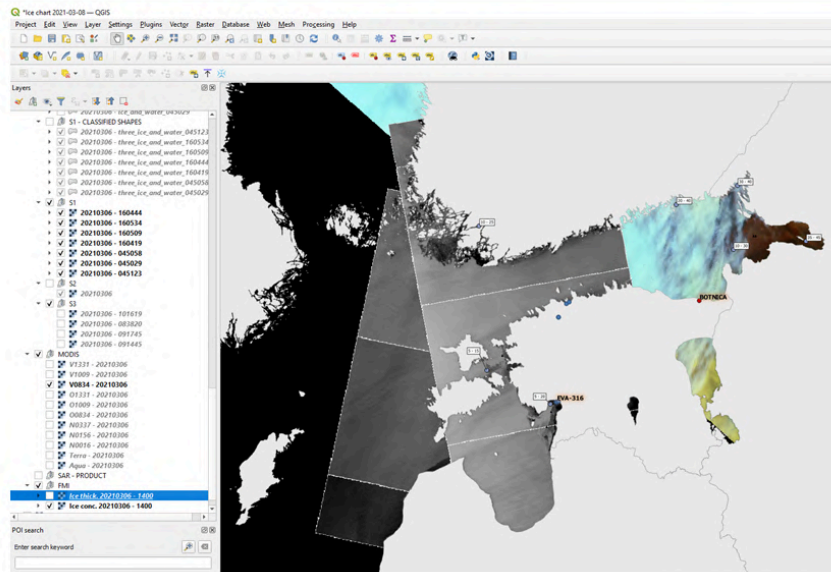 *Ice chart 2021-03-08 — QGIS
Project Edit View Layer Settings Plugins Vector Raster Database Web Mesh Processing Help
Layers
20210306 - ice_and_water_045029
S1 - CLASSIFIED SHAPES
20210306 - three_ice_and_water_045123
20210306 - three_ice_and_water_160534
20210306 - three_ice_and_water_160509
20210306 - three_ice_and_water_160444
20210306 - three_ice_and_water_160419
20210306 - three_ice_and_water_045058
20210306 - three_ice_and_water_045029
S1
20210306 - 160444
20210306 - 160534
20210306 - 160509
20210306 - 160419
20210306 - 045058
20210306 - 045029
20210306 - 045123
S2
20210306
S3
20210306 - 101619
20210306 - 083820
20210306 - 091745
20210306 - 091445
MODIS
V1331 - 20210306
V1009 - 20210306
V0834 - 20210306
O1331 - 20210306
O1009 - 20210306
O0834 - 20210306
N0337 - 20210306
N0156 - 20210306
N0016 - 20210306
Terra - 20210306
Aqua - 20210306
SAR - PRODUCT
FMI
Ice thick. 20210306 - 1400
Ice conc. 20210306 - 1400
POI search
Enter search keyword
BOTNICA
EVA-316